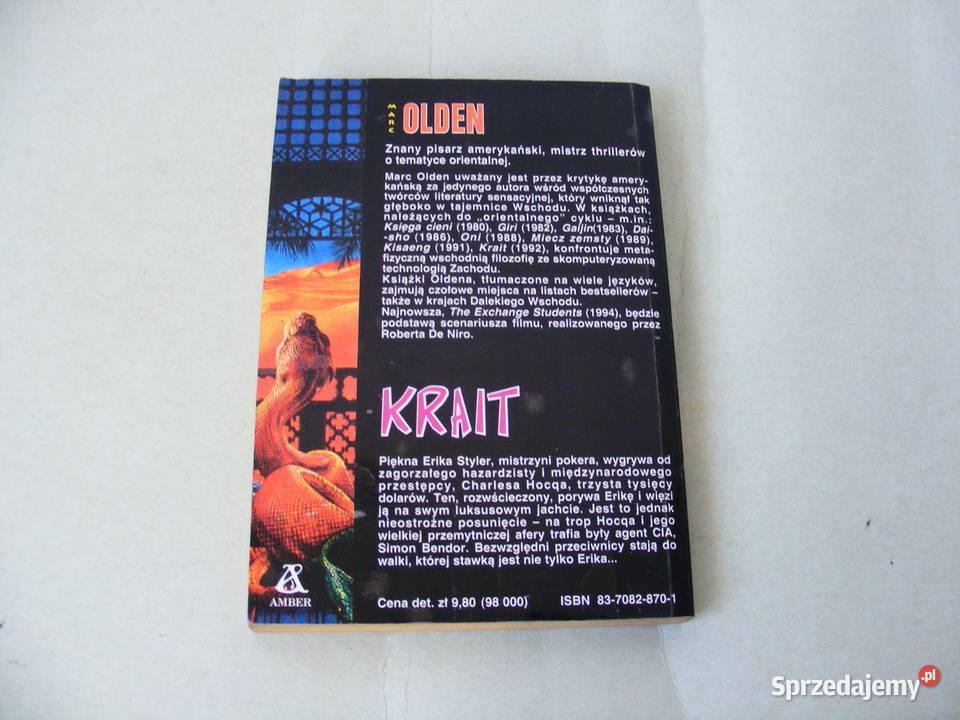 MARC OLDEN
Znany pisarz amerykański, mistrz thrillerów
o tematyce orientalnej.
Marc Olden uważany jest przez krytykę amery-
kańską za jedynego autora wśród współczesnych
twórców literatury sensacyjnej, który wniknął tak
głęboko w tajemnice Wschodu. W książkach,
należących do „orientalnego" cyklu – m.in.:
Księga cieni (1980), Giri (1982), Gaijin(1983), Dai-
-sho (1986), Oni (1988), Miecz zemsty (1989),
Kisaeng (1991), Krait (1992), konfrontuje meta-
fizyczną wschodnią filozofię ze skomputeryzowaną
technologią Zachodu.
Książki Oldena, tłumaczone na wiele języków,
zajmują czołowe miejsca na listach bestsellerów –
także w krajach Dalekiego Wschodu.
Najnowsza, The Exchange Students (1994), będzie
podstawą scenariusza filmu, realizowanego przez
Roberta De Niro.
KRAIT
Piękna Erika Styler, mistrzyni pokera, wygrywa od
zagorzałego hazardzisty i międzynarodowego
przestępcy, Charlesa Hocqa, trzysta tysięcy
dolarów. Ten, rozwścieczony, porywa Erikę i więzi
ją na swym luksusowym jachcie. Jest to jednak
nieostrożne posunięcie – na trop Hocqa i jego
wielkiej przemytniczej afery trafia były agent CIA,
Simon Bendor. Bezwzględni przeciwnicy stają do
walki, której stawką jest nie tylko Erika...
AMBER
Cena det. zł 9,80 (98 000) ISBN 83-7082-870-1
Sprzedajemy.pl